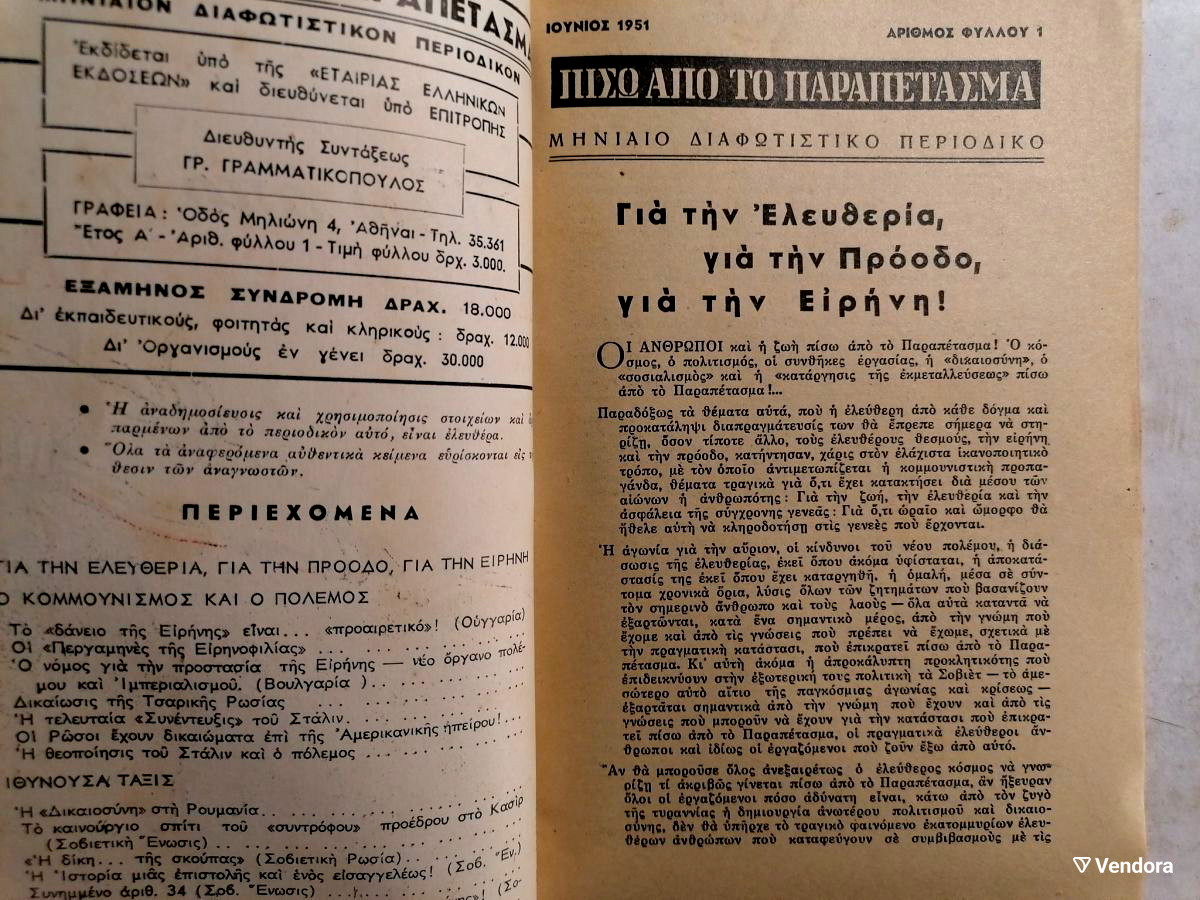 ΜΗΝΙΑΙΟΝ ΔΙΑΦΩΤΙΣΤΙΚΟΝ ΠΕΡΙΟΔΙΚΟΝ
Ἐκδίδεται ὑπὸ τῆς «ΕΤΑΙΡΙΑΣ ΕΛΛΗΝΙΚΩΝ
ΕΚΔΟΣΕΩΝ» καὶ διευθύνεται ὑπὸ ΕΠΙΤΡΟΠΗΣ
Διευθυντὴς Συντάξεως
ΓΡ. ΓΡΑΜΜΑΤΙΚΟΠΟΥΛΟΣ
ΓΡΑΦΕΙΑ: Ὁδὸς Μηλιώνη 4, Ἀθῆναι - Τηλ. 35.361
Ἔτος Α΄ - Ἀριθ. φύλλου 1 - Τιμὴ φύλλου δρχ. 3.000.
ΕΞΑΜΗΝΟΣ ΣΥΝΔΡΟΜΗ ΔΡΑΧ. 18.000
Δι' ἐκπαιδευτικούς, φοιτητὰς καὶ κληρικούς: δραχ. 12.000
Δι' Ὀργανισμοὺς ἐν γένει δραχ. 30.000
● Ἡ ἀναδημοσίευσις καὶ χρησιμοποίησις στοιχείων καὶ
παρμένων ἀπὸ τὸ περιοδικὸν αὐτό, εἶναι ἐλευθέρα.
● Ὅλα τὰ ἀναφερόμενα αὐθεντικὰ κείμενα εὑρίσκονται εἰς
θεσιν τῶν ἀναγνωστῶν.
ΠΕΡΙΕΧΟΜΕΝΑ
ΓΙΑ ΤΗΝ ΕΛΕΥΘΕΡΙΑ, ΓΙΑ ΤΗΝ ΠΡΟΟΔΟ, ΓΙΑ ΤΗΝ ΕΙΡΗΝΗ
Ο ΚΟΜΜΟΥΝΙΣΜΟΣ ΚΑΙ Ο ΠΟΛΕΜΟΣ
Τὸ «δάνειο τῆς Εἰρήνης» εἶναι... «προαιρετικό»! (Οὑγγαρία)
Οἱ «Περγαμηνὲς τῆς Εἰρηνοφιλίας» . . . . . . . . . . . .
Ὁ νόμος γιὰ τὴν προστασία τῆς Εἰρήνης — νέο ὄργανο πολέ-
μου καὶ Ἰμπεριαλισμοῦ. (Βουλγαρία ) . . . . . . . . . .
Δικαίωσις τῆς Τσαρικῆς Ρωσίας . . . . . . . . . . . .
Ἡ τελευταία «Συνέντευξις» τοῦ Στάλιν. . . . . . . . . .
Οἱ Ρῶσοι ἔχουν δικαιώματα ἐπὶ τῆς Ἀμερικανικῆς ἠπείρου! . . .
Ἡ θεοποίησις τοῦ Στάλιν καὶ ὁ πόλεμος . . . . . . . . . .
ΙΘΥΝΟΥΣΑ ΤΑΞΙΣ
Ἡ «Δικαιοσύνη» στὴ Ρουμανία. . . . . . . . . . . . .
Τὸ καινούργιο σπίτι τοῦ «συντρόφου» προέδρου στὸ Κασὶρ
(Σοβιετικὴ Ἕνωσις) . . . . . . . . . . . . . . .
«Ἡ δίκη... τῆς σκούπας» (Σοβιετικὴ Ρωσία) . . . . . . . .
Ἡ Ἱστορία μιᾶς ἐπιστολῆς καὶ ἑνὸς εἰσαγγελέως! (Σοβ. Ἕν.)
Συνημμένο ἀριθ. 34 (Σοβ. Ἕνωσις) . . . . . . . . . .
ΙΟΥΝΙΟΣ 1951
ΑΡΙΘΜΟΣ ΦΥΛΛΟΥ 1
ΠΙΣΩ ΑΠΟ ΤΟ ΠΑΡΑΠΕΤΑΣΜΑ
ΜΗΝΙΑΙΟ ΔΙΑΦΩΤΙΣΤΙΚΟ ΠΕΡΙΟΔΙΚΟ
Γιὰ τὴν Ἐλευθερία,
γιὰ τὴν Πρόοδο,
γιὰ τὴν Εἰρήνη!
ΟΙ ΑΝΘΡΩΠΟΙ καὶ ἡ ζωὴ πίσω ἀπὸ τὸ Παραπέτασμα! Ὁ κό-
σμος, ὁ πολιτισμός, οἱ συνθῆκες ἐργασίας, ἡ «δικαιοσύνη», ὁ
«σοσιαλισμὸς» καὶ ἡ «κατάργησις τῆς ἐκμεταλλεύσεως» πίσω
ἀπὸ τὸ Παραπέτασμα!...
Παραδόξως τὰ θέματα αὐτά, ποὺ ἡ ἐλεύθερη ἀπὸ κάθε δόγμα καὶ
προκατάληψι διαπραγμάτευσίς των θὰ ἔπρεπε σήμερα νὰ στη-
ρίζῃ, ὅσον τίποτε ἄλλο, τοὺς ἐλευθέρους θεσμούς, τὴν εἰρήνη
καὶ τὴν πρόοδο, κατήντησαν, χάρις στὸν ἐλάχιστα ἱκανοποιητικὸ
τρόπο, μὲ τὸν ὁποῖο ἀντιμετωπίζεται ἡ κομμουνιστικὴ προπα-
γάνδα, θέματα τραγικὰ γιὰ ὅ,τι ἔχει κατακτήσει διὰ μέσου τῶν
αἰώνων ἡ ἀνθρωπότης: Γιὰ τὴν ζωή, τὴν ἐλευθερία καὶ τὴν
ἀσφάλεια τῆς σύγχρονης γενεᾶς: Γιὰ ὅ,τι ὡραῖο καὶ ὤμορφο θὰ
ἤθελε αὐτὴ νὰ κληροδοτήσῃ στὶς γενεὲς ποὺ ἔρχονται.
Ἡ ἀγωνία γιὰ τὴν αὔριον, οἱ κίνδυνοι τοῦ νέου πολέμου, ἡ διά-
σωσις τῆς ἐλευθερίας, ἐκεῖ ὅπου ἀκόμα ὑφίσταται, ἡ ἀποκατά-
στασίς της ἐκεῖ ὅπου ἔχει καταργηθῆ, ἡ ὁμαλή, μέσα σὲ σύν-
τομα χρονικὰ ὅρια, λύσις ὅλων τῶν ζητημάτων ποὺ βασανίζουν
τὸν σημερινὸ ἄνθρωπο καὶ τοὺς λαοὺς — ὅλα αὐτὰ καταντᾶ νὰ
ἐξαρτῶνται, κατὰ ἕνα σημαντικὸ μέρος, ἀπὸ τὴν γνώμη ποὺ
ἔχομε καὶ ἀπὸ τὶς γνώσεις ποὺ πρέπει νὰ ἔχωμε, σχετικὰ μὲ
τὴν πραγματικὴ κατάστασι, ποὺ ἐπικρατεῖ πίσω ἀπὸ τὸ Παρα-
πέτασμα. Κι' αὐτὴ ἀκόμα ἡ ἀπροκάλυπτη προκλητικότης ποὺ
ἐπιδεικνύουν στὴν ἐξωτερική τους πολιτικὴ τὰ Σοβιὲτ — τὸ ἀμε-
σώτερο αὐτὸ αἴτιο τῆς παγκόσμιας ἀγωνίας καὶ κρίσεως —
ἐξαρτᾶται σημαντικὰ ἀπὸ τὴν γνώμη ποὺ ἔχουν καὶ ἀπὸ τὶς
γνώσεις ποὺ μποροῦν νὰ ἔχουν γιὰ τὴν κατάστασι ποὺ ἐπικρα-
τεῖ πίσω ἀπὸ τὸ Παραπέτασμα, οἱ πραγματικὰ ἐλεύθεροι ἄν-
θρωποι καὶ ἰδίως οἱ ἐργαζόμενοι ποὺ ζοῦν ἔξω ἀπὸ αὐτό.
Ἂν θὰ μποροῦσε ὅλος ἀνεξαιρέτως ὁ ἐλεύθερος κόσμος νὰ γνω-
ρίζῃ τί ἀκριβῶς γίνεται πίσω ἀπὸ τὸ Παραπέτασμα, ἂν ἤξευραν
ὅλοι οἱ ἐργαζόμενοι πόσο ἀδύνατη εἶναι, κάτω ἀπὸ τὸν ζυγὸ
τῆς τυραννίας ἡ δημιουργία ἀνωτέρου πολιτισμοῦ καὶ δικαιο-
σύνης, δὲν θὰ ὑπῆρχε τὸ τραγικὸ φαινόμενο ἑκατομμυρίων ἐλευ-
θέρων ἀνθρώπων ποὺ καταφεύγουν σὲ συμβιβασμοὺς μὲ τὶς
Vendora